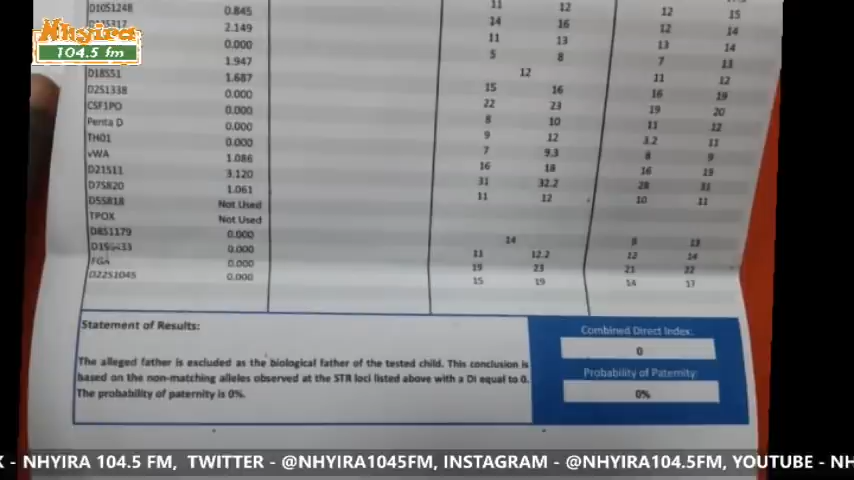 Nhyira
104.5 fm
D10S1248 0.845 11 12 12 15
2.149 14 16 12 14
0.000 11 13 13 14
1.947 5 8 7 13
D18S51 1.687 12 11 12
D2S1338 0.000 15 16 16 19
CSF1PO 0.000 22 23 19 20
Penta D 0.000 8 10 11 12
TH01 0.000 9 12 3.2 11
vWA 1.086 7 9.3 8 9
D21S11 3.120 16 18 16 19
D7S820 1.061 31 32.2 28 31
D5S818 Not Used 11 12 10 11
TPOX Not Used
D8S1179 0.000 14 13
0.000 11 12.2 12 14
FGA 0.000 19 23 21 22
D22S1045 0.000 15 19 14 17
Statement of Results:
The alleged father is excluded as the biological father of the tested child. This conclusion is
based on the non-matching alleles observed at the STR loci listed above with a DI equal to 0.
The probability of paternity is 0%.
Combined Direct Index:
0
Probability of Paternity:
0%
K - NHYIRA 104.5 FM, TWITTER - @NHYIRA1045FM, INSTAGRAM - @NHYIRA104.5FM, YOUTUBE - NH